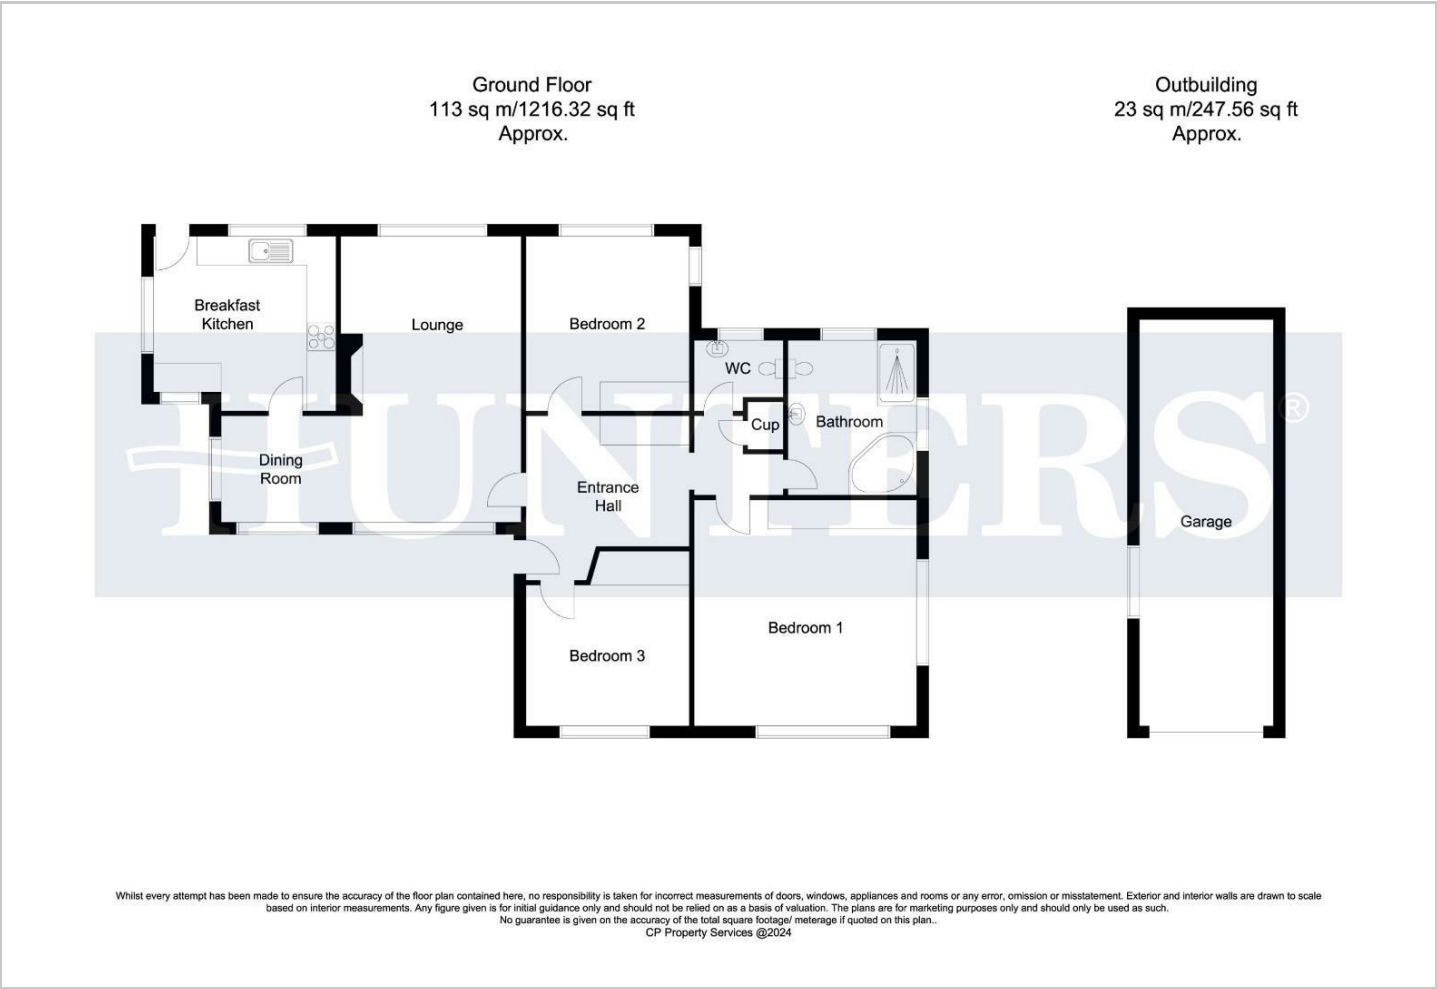 Ground Floor
113 sq m/1216.32 sq ft
Approx.
Outbuilding
23 sq m/247.56 sq ft
Approx.
Breakfast
Kitchen
Lounge
Bedroom 2
WC
Cup
Bathroom
Dining
Room
Entrance
Hall
HUNTERS®
Garage
Bedroom 1
Bedroom 3
Whilst every attempt has been made to ensure the accuracy of the floor plan contained here, no responsibility is taken for incorrect measurements of doors, windows, appliances and rooms or any error, omission or misstatement. Exterior and interior walls are drawn to scale
based on interior measurements. Any figure given is for initial guidance only and should not be relied on as a basis of valuation. The plans are for marketing purposes only and should only be used as such.
No guarantee is given on the accuracy of the total square footage/ meterage if quoted on this plan..
CP Property Services @2024